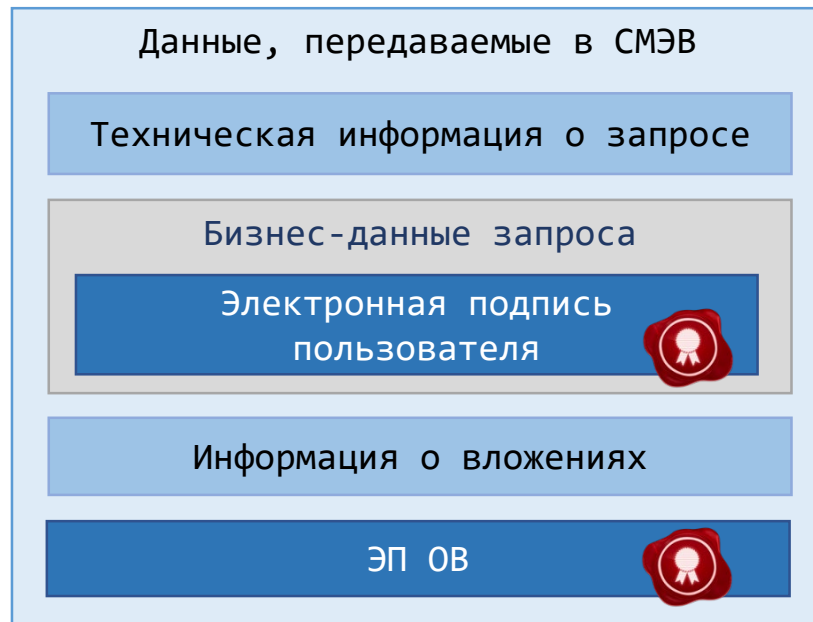 Данные, передаваемые в СМЭВ
Техническая информация о запросе
Бизнес-данные запроса
Электронная подпись
пользователя
Информация о вложениях
ЭП ОВ